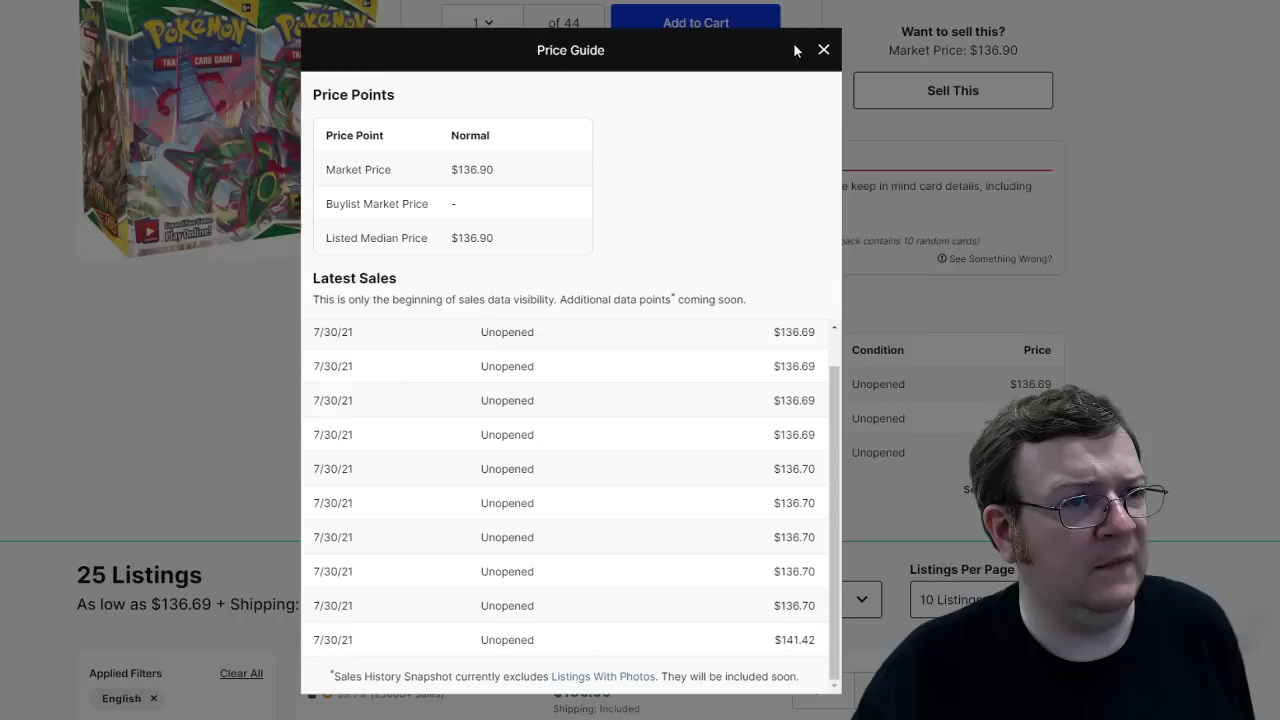 1
of 44
Add to Cart
Want to sell this?
Market Price: $136.90
Sell This
POKéMON
TRADING CARD GAME
Play Online!
Price Guide
Price Points
Price Point Normal
Market Price $136.90
Buylist Market Price -
Listed Median Price $136.90
Latest Sales
This is only the beginning of sales data visibility. Additional data points* coming soon.
7/30/21 Unopened $136.69
7/30/21 Unopened $136.69
7/30/21 Unopened $136.69
7/30/21 Unopened $136.69
7/30/21 Unopened $136.70
7/30/21 Unopened $136.70
7/30/21 Unopened $136.70
7/30/21 Unopened $136.70
7/30/21 Unopened $136.70
7/30/21 Unopened $141.42
*Sales History Snapshot currently excludes Listings With Photos. They will be included soon.
e keep in mind card details, including
pack contains 10 random cards)
See Something Wrong?
Condition Price
Unopened $136.69
Unopened
Unopened
25 Listings
As low as $136.69 + Shipping:
Listings Per Page
10 Listings
Applied Filters Clear All
English ×
Shipping: Included